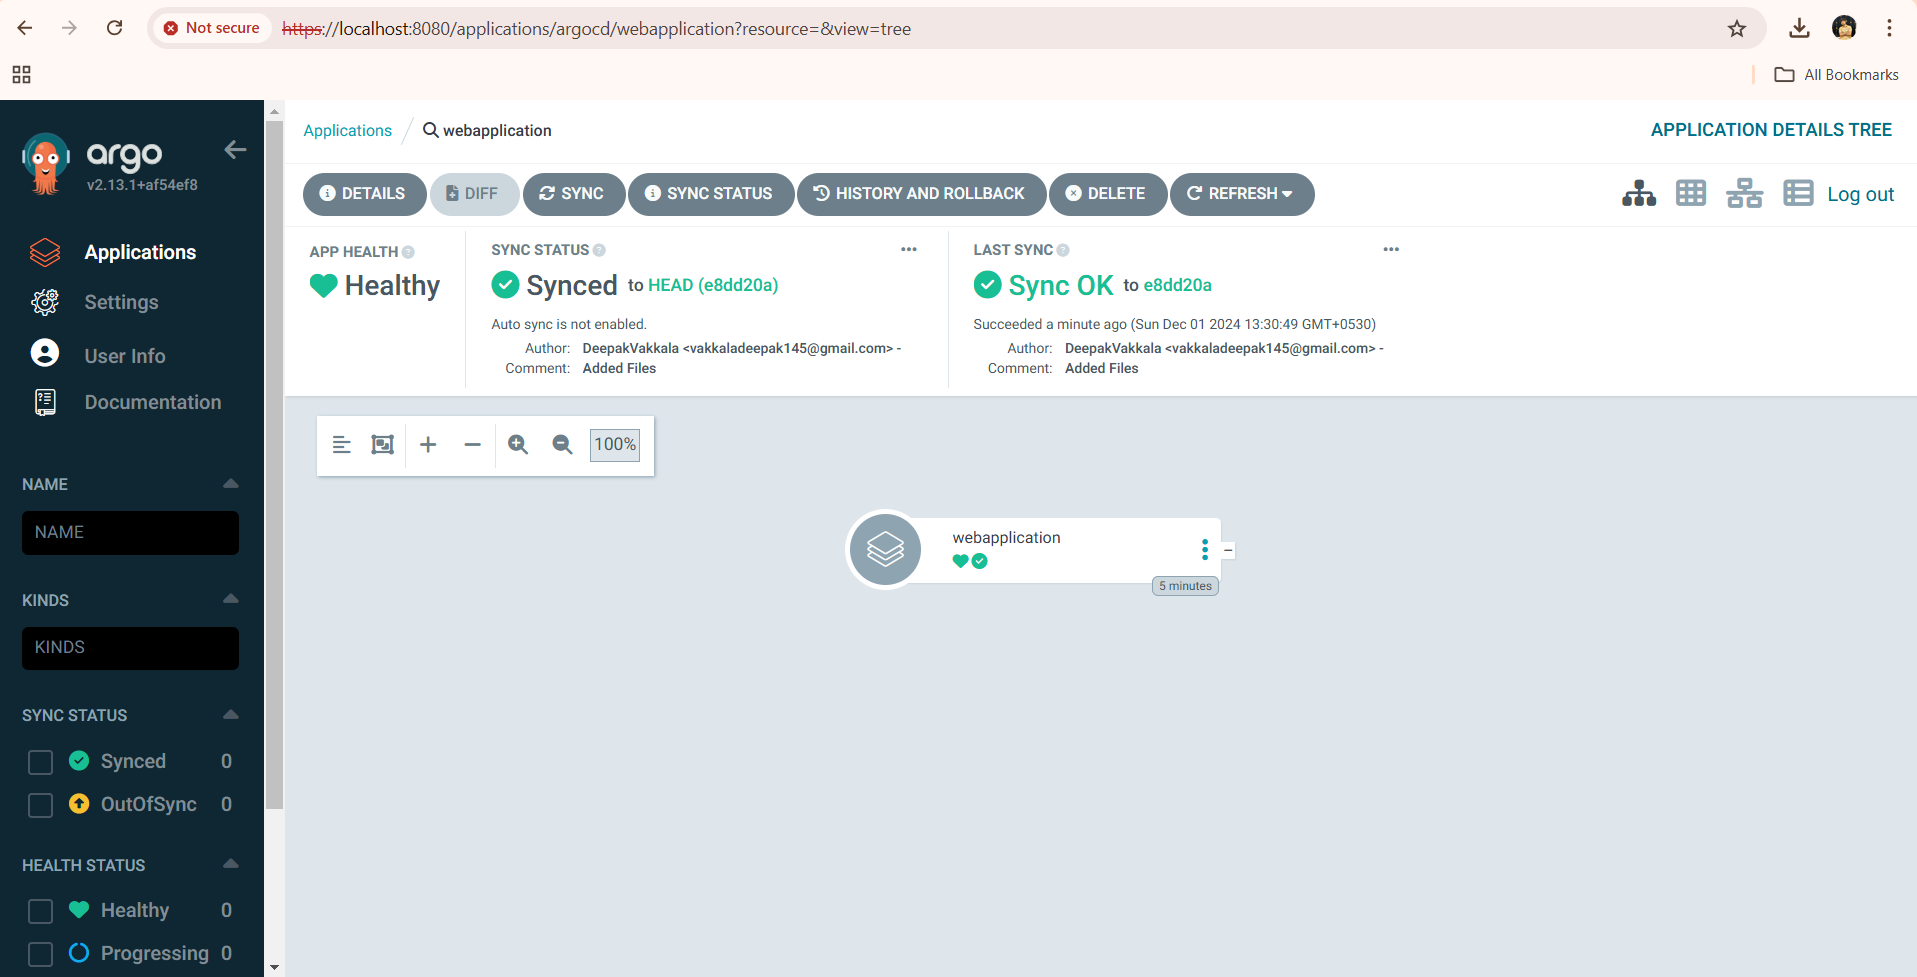 Not secure https://localhost:8080/applications/argocd/webapplication?resource=&view=tree
All Bookmarks
argo
v2.13.1+af54ef8
Applications
Settings
User Info
Documentation
NAME
NAME
KINDS
KINDS
SYNC STATUS
Synced 0
OutOfSync 0
HEALTH STATUS
Healthy 0
Progressing 0
Applications / webapplication
APPLICATION DETAILS TREE
DETAILS DIFF SYNC SYNC STATUS HISTORY AND ROLLBACK DELETE REFRESH
Log out
APP HEALTH
Healthy
SYNC STATUS
Synced to HEAD (e8dd20a)
Auto sync is not enabled.
Author: DeepakVakkala <vakkaladeepak145@gmail.com> -
Comment: Added Files
LAST SYNC
Sync OK to e8dd20a
Succeeded a minute ago (Sun Dec 01 2024 13:30:49 GMT+0530)
Author: DeepakVakkala <vakkaladeepak145@gmail.com> -
Comment: Added Files
100%
webapplication
5 minutes